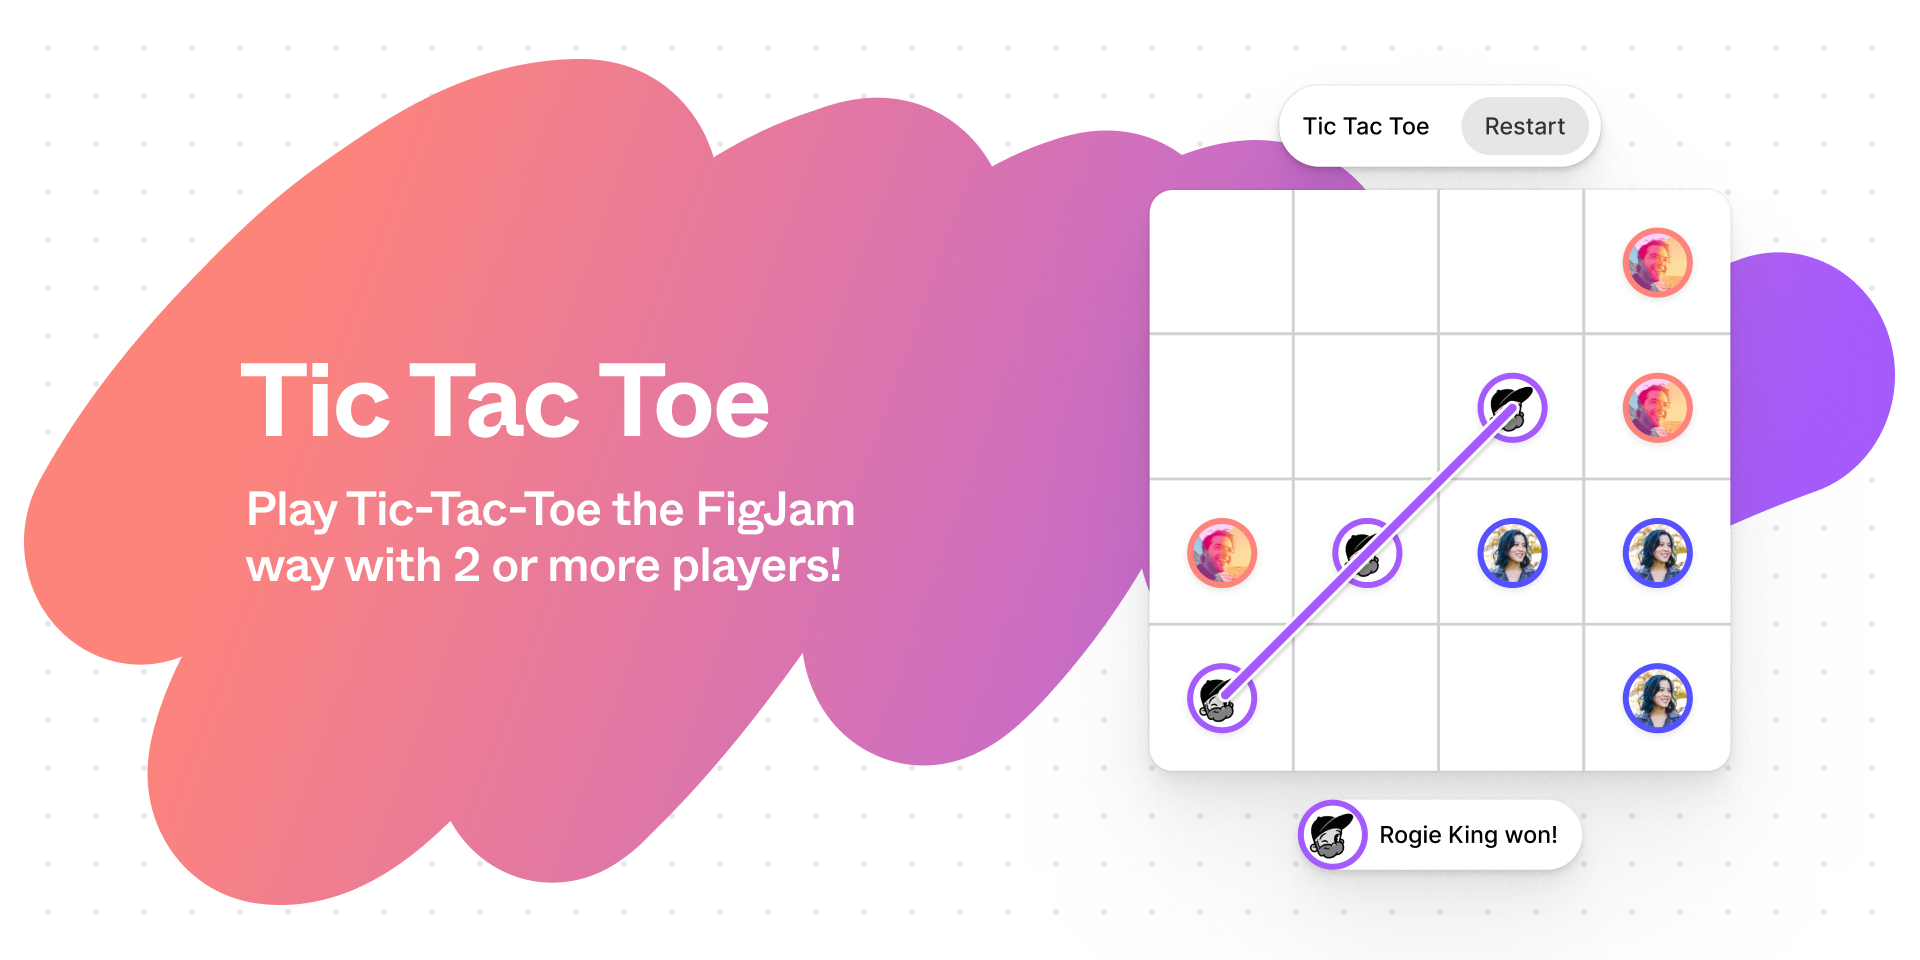 Tic Tac Toe
Play Tic-Tac-Toe the FigJam
way with 2 or more players!
Tic Tac Toe
Restart
Rogie King won!